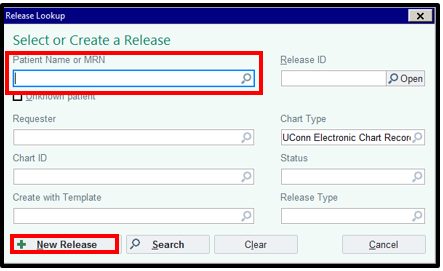 Release Lookup
Select or Create a Release
Patient Name or MRN
Release ID
Open
Unknown patient
Requester
Chart Type
UConn Electronic Chart Recor
Chart ID
Status
Create with Template
Release Type
New Release
Search
Clear
Cancel